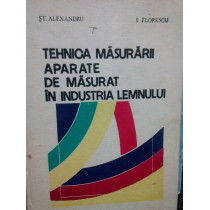 ȘT. ALEXANDRU I. FLORESCU
TEHNICA MĂSURĂRII
APARATE
DE MĂSURAT
ÎN INDUSTRIA LEMNULUI